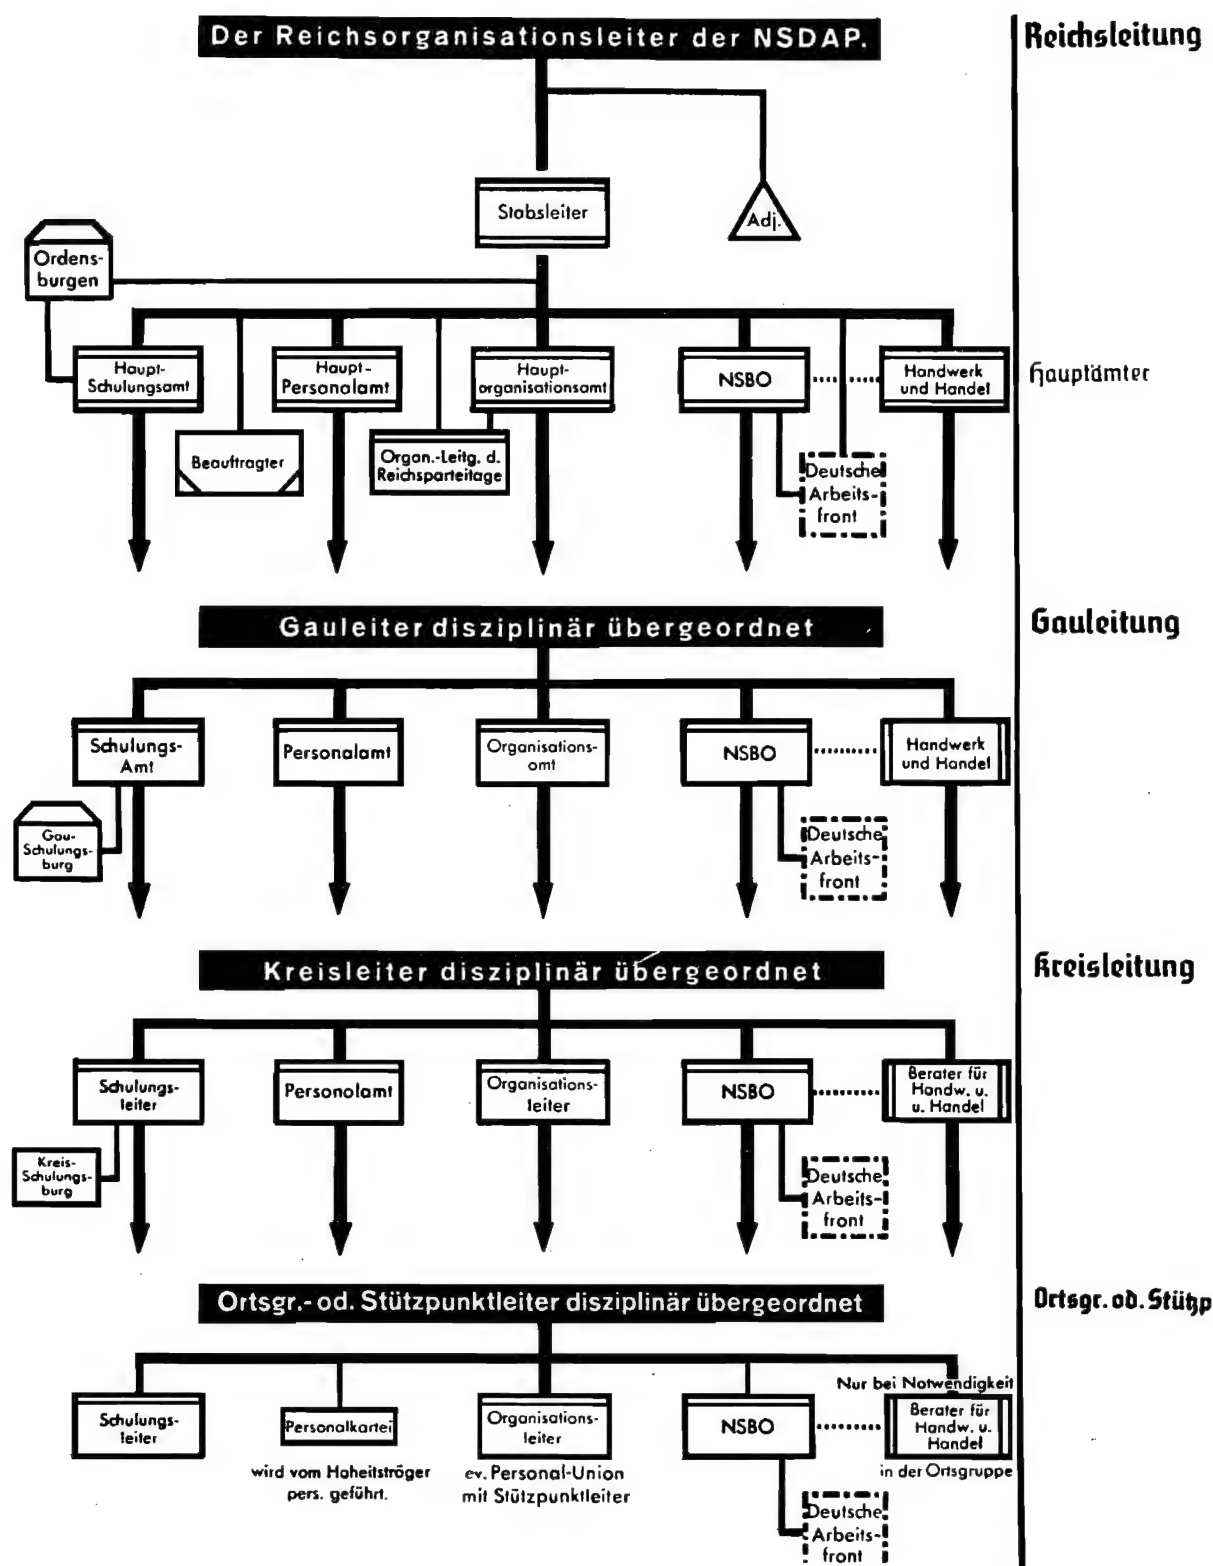 Der Reichsorganisationsleiter der NSDAP.
Reichsleitung
Stabsleiter
Adj.
Ordens-
burgen
Haupt-
Schulungsamt
Haupt-
Personalamt
Haupt-
organisationsamt
NSBO
Handwerk
und Handel
Hauptämter
Beauftragter
Organ.-Leitg. d.
Reichsparteitage
Deutsche
Arbeits-
front
Gauleiter disziplinär übergeordnet
Gauleitung
Schulungs-
Amt
Personalamt
Organisations-
amt
NSBO
Handwerk
und Handel
Gau-
Schulungs-
burg
Deutsche
Arbeits-
front
Kreisleiter disziplinär übergeordnet
Kreisleitung
Schulungs-
leiter
Personalamt
Organisations-
leiter
NSBO
Berater für
Handw. u.
u. Handel
Kreis-
Schulungs-
burg
Deutsche
Arbeits-
front
Ortsgr.- od. Stützpunktleiter disziplinär übergeordnet
Ortsgr. od. Stützp
Nur bei Notwendigkeit
Schulungs-
leiter
Personalkartei
Organisations-
leiter
NSBO
Berater für
Handw. u.
Handel
wird vom Hoheitsträger
pers. geführt.
ev. Personal-Union
mit Stützpunktleiter
in der Ortsgruppe
Deutsche
Arbeits-
front